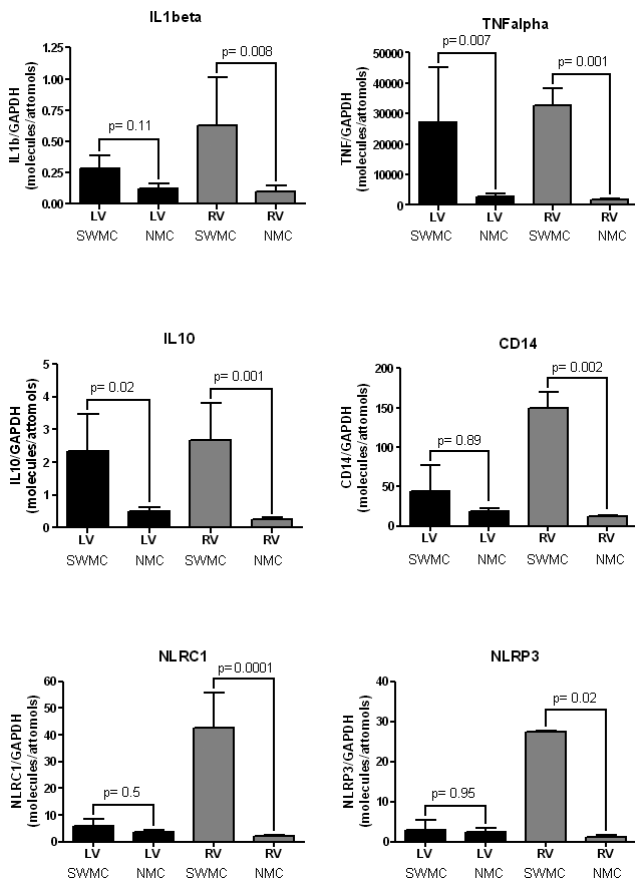 IL1beta
IL1b/GAPDH
(molecules/attomols)
1.25
1.00
0.75
0.50
0.25
0.00
p= 0.11
p= 0.008
LV LV RV RV
SWMC NMC SWMC NMC
TNFalpha
TNF/GAPDH
(molecules/attomols)
50000
40000
30000
20000
10000
0
p= 0.007
p= 0.001
LV LV RV RV
SWMC NMC SWMC NMC
IL10
IL10/GAPDH
(molecules/attomols)
5
4
3
2
1
0
p= 0.02
p= 0.001
LV LV RV RV
SWMC NMC SWMC NMC
CD14
CD14/GAPDH
(molecules/attomols)
200
150
100
50
0
p= 0.89
p= 0.002
LV LV RV RV
SWMC NMC SWMC NMC
NLRC1
NLRC1/GAPDH
(molecules/attomols)
60
50
40
30
20
10
0
p= 0.5
p=0.0001
LV LV RV RV
SWMC NMC SWMC NMC
NLRP3
NLRP3/GAPDH
(molecules/attomols)
40
30
20
10
0
p= 0.95
p= 0.02
LV LV RV RV
SWMC NMC SWMC NMC